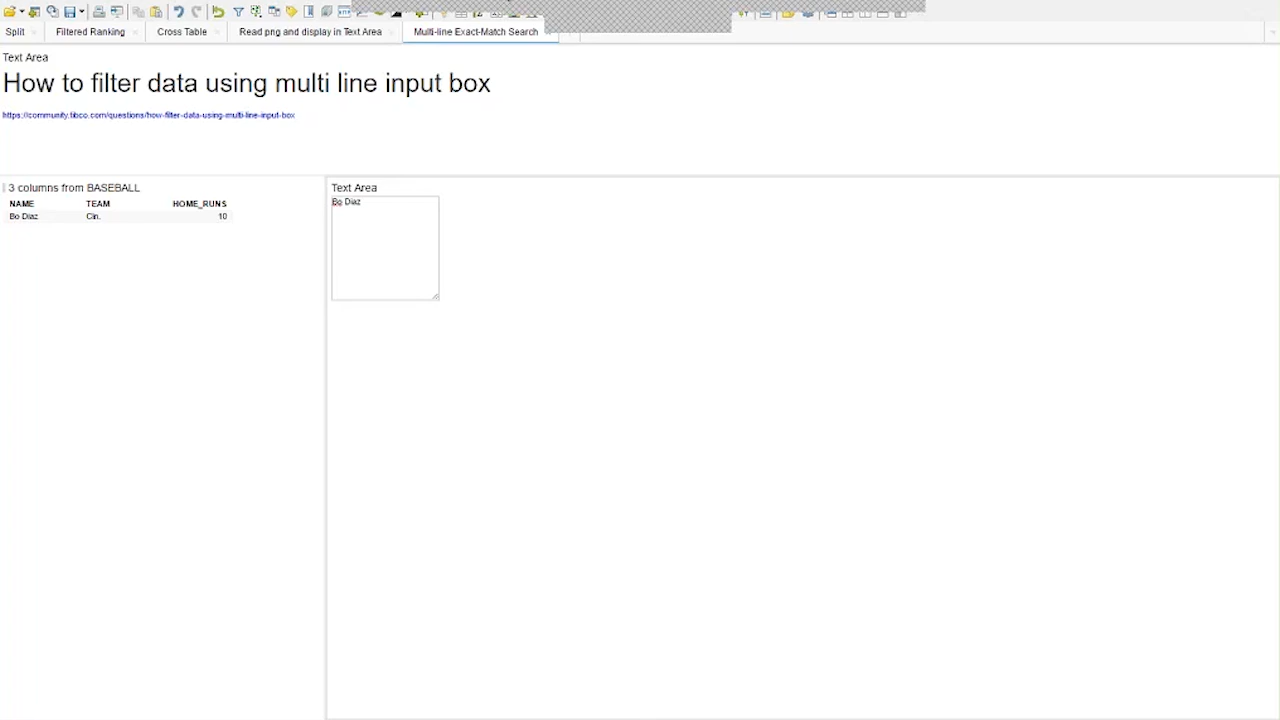 Split
Filtered Ranking
Cross Table
Read png and display in Text Area
Multi-line Exact-Match Search
Text Area
How to filter data using multi line input box
https://community.tibco.com/questions/how-filter-data-using-multi-line-input-box
3 columns from BASEBALL
NAME TEAM HOME_RUNS
Bo Diaz Cin. 10
Text Area
Bo Diaz